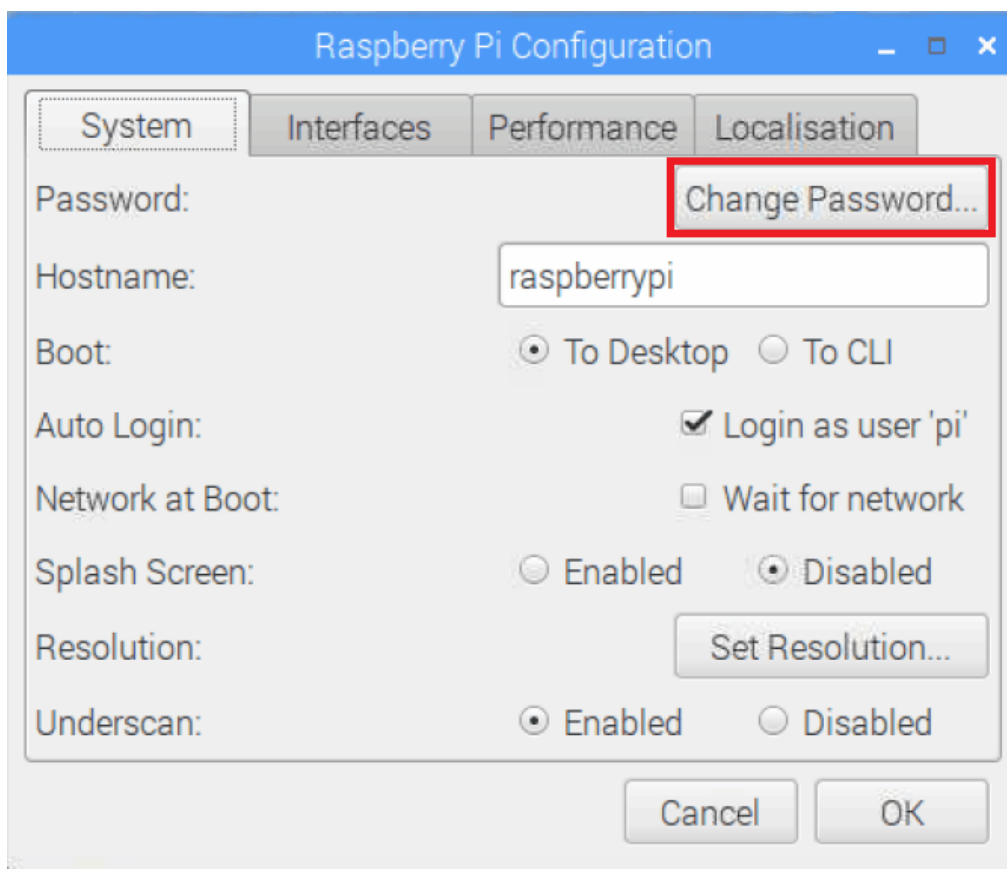 Raspberry Pi Configuration
System Interfaces Performance Localisation
Password: Change Password...
Hostname: raspberrypi
Boot: To Desktop To CLI
Auto Login: Login as user 'pi'
Network at Boot: Wait for network
Splash Screen: Enabled Disabled
Resolution: Set Resolution...
Underscan: Enabled Disabled
Cancel OK